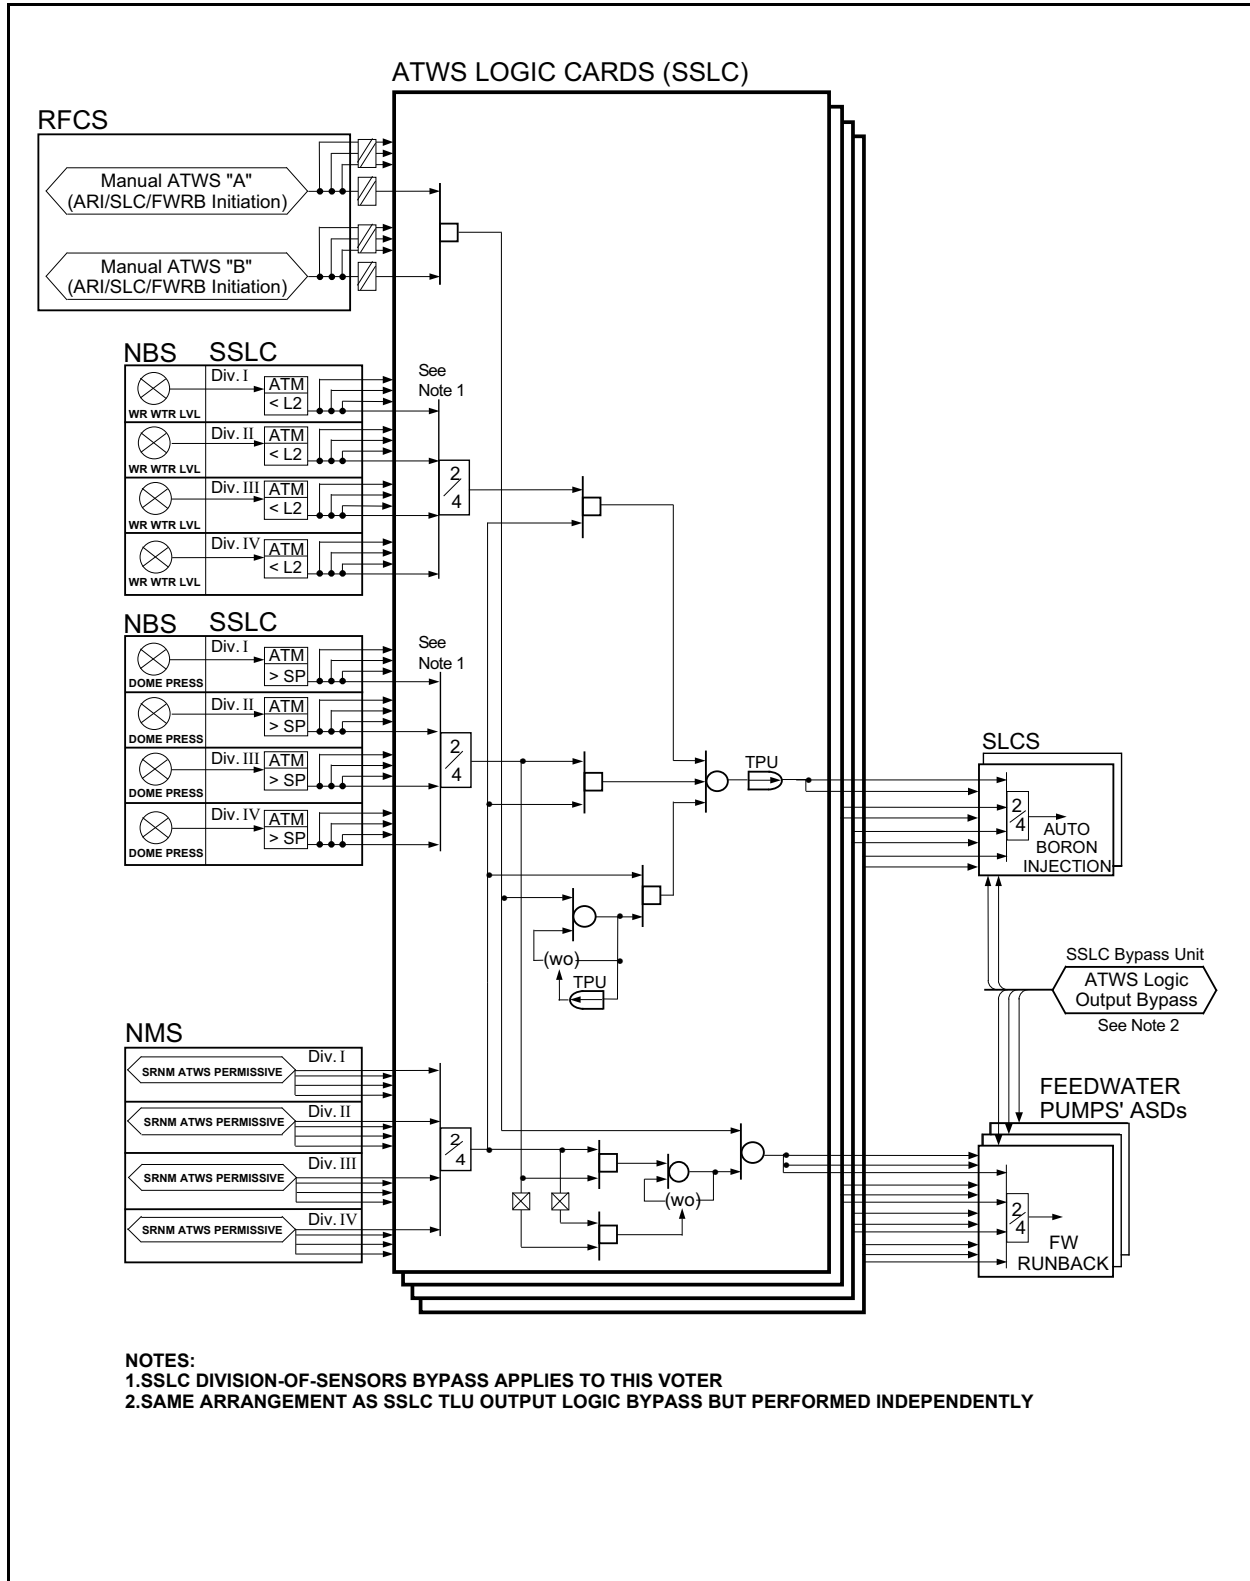 ATWS LOGIC CARDS (SSLC)
RFCS
Manual ATWS "A"
(ARI/SLC/FWRB Initiation)
Manual ATWS "B"
(ARI/SLC/FWRB Initiation)
NBS SSLC
See
Note 1
Div. I
ATM
< L2
WR WTR LVL
Div. II
ATM
< L2
WR WTR LVL
Div. III
ATM
< L2
WR WTR LVL
Div. IV
ATM
< L2
WR WTR LVL
2/4
NBS SSLC
See
Note 1
Div. I
ATM
> SP
DOME PRESS
Div. II
ATM
> SP
DOME PRESS
Div. III
ATM
> SP
DOME PRESS
Div. IV
ATM
> SP
DOME PRESS
2/4
TPU
SLCS
2/4
AUTO
BORON
INJECTION
(wo)
TPU
SSLC Bypass Unit
ATWS Logic
Output Bypass
See Note 2
NMS
Div. I
SRNM ATWS PERMISSIVE
Div. II
SRNM ATWS PERMISSIVE
Div. III
SRNM ATWS PERMISSIVE
Div. IV
SRNM ATWS PERMISSIVE
2/4
(wo)
FEEDWATER
PUMPS' ASDs
2/4
FW
RUNBACK
NOTES:
1.SSLC DIVISION-OF-SENSORS BYPASS APPLIES TO THIS VOTER
2.SAME ARRANGEMENT AS SSLC TLU OUTPUT LOGIC BYPASS BUT PERFORMED INDEPENDENTLY